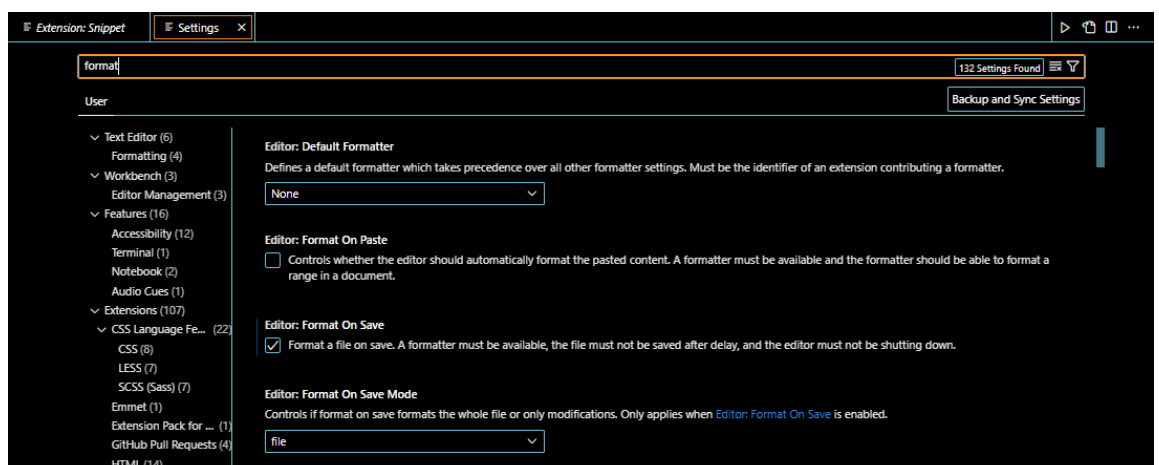 Extension: Snippet
Settings
format
132 Settings Found
User
Backup and Sync Settings
Text Editor (6)
Formatting (4)
Workbench (3)
Editor Management (3)
Features (16)
Accessibility (12)
Terminal (1)
Notebook (2)
Audio Cues (1)
Extensions (107)
CSS Language Fe... (22)
CSS (8)
LESS (7)
SCSS (Sass) (7)
Emmet (1)
Extension Pack for ... (1)
GitHub Pull Requests (4)
HTML (14)
Editor: Default Formatter
Defines a default formatter which takes precedence over all other formatter settings. Must be the identifier of an extension contributing a formatter.
None
Editor: Format On Paste
Controls whether the editor should automatically format the pasted content. A formatter must be available and the formatter should be able to format a
range in a document.
Editor: Format On Save
Format a file on save. A formatter must be available, the file must not be saved after delay, and the editor must not be shutting down.
Editor: Format On Save Mode
Controls if format on save formats the whole file or only modifications. Only applies when Editor: Format On Save is enabled.
file